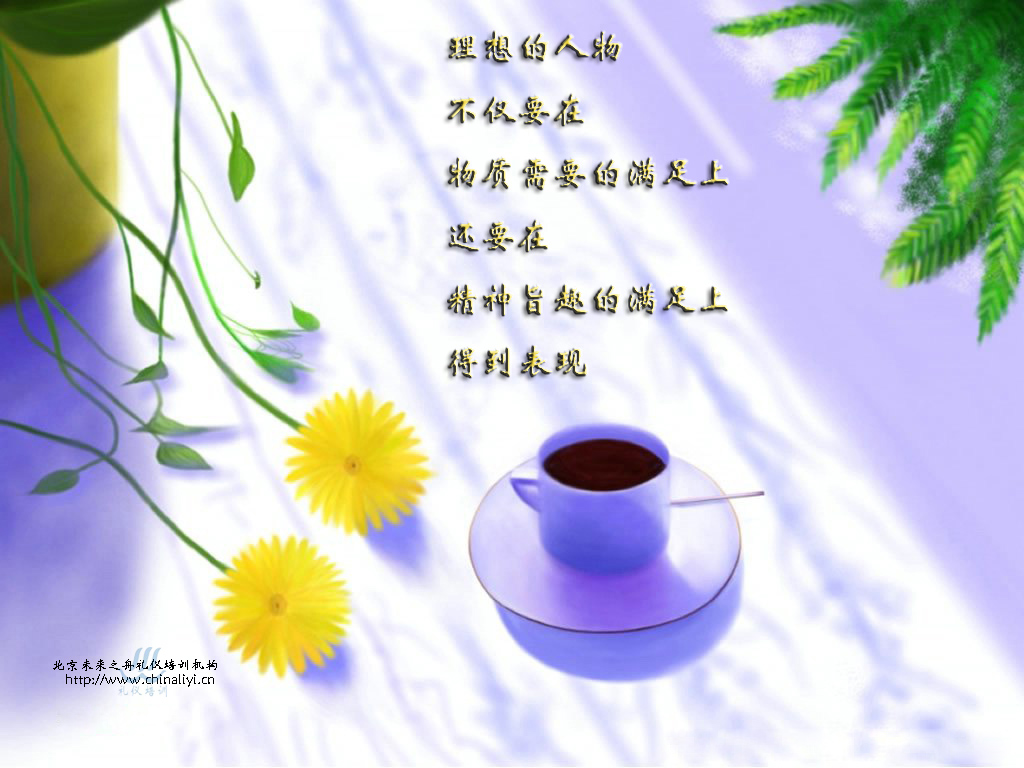 理想的人物
不仅要在
物质需要的满足上
还要在
精神旨趣的满足上
得到表现
北京未来之舟礼仪培训机构
http://www.chinaliyi.cn
礼仪培训